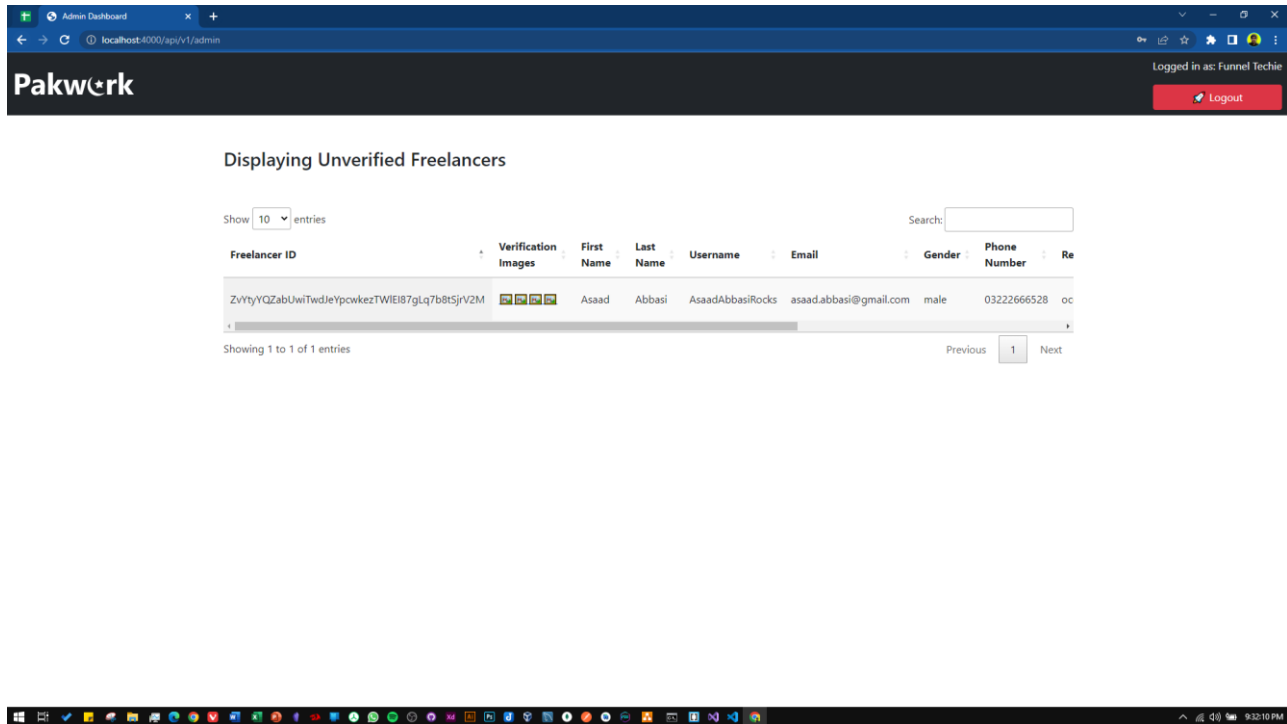 Admin Dashboard
localhost:4000/api/v1/admin
Logged in as: Funnel Techie
Pakwork
Logout
Displaying Unverified Freelancers
Show 10 entries
Search:
Freelancer ID Verification Images First Name Last Name Username Email Gender Phone Number Re
ZvYtyYQZabUwiTwdJeYpcwkezTWlEI87gLq7b8tSjrV2M Asaad Abbasi AsaadAbbasiRocks asaad.abbasi@gmail.com male 03222666528 oc
Showing 1 to 1 of 1 entries
Previous 1 Next
9:32:10 PM